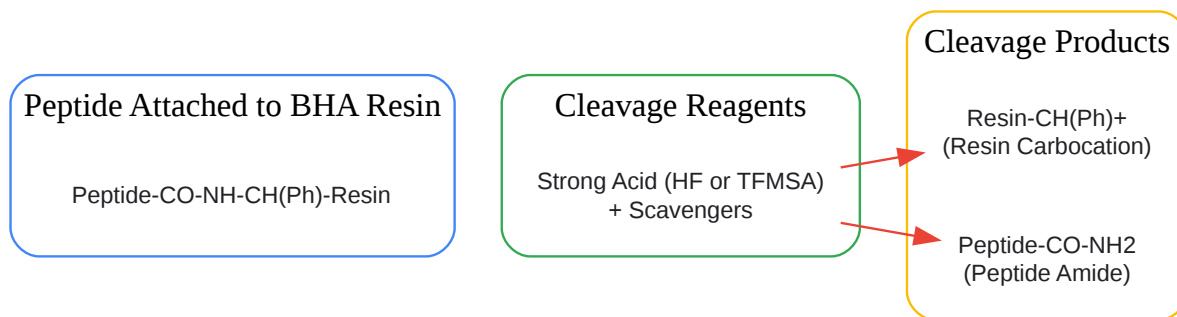 Peptide Attached to BHA Resin
Peptide-CO-NH-CH(Ph)-Resin
Cleavage Reagents
Strong Acid (HF or TFMSA)
+ Scavengers
Cleavage Products
Resin-CH(Ph)+
(Resin Carbocation)
Peptide-CO-NH2
(Peptide Amide)